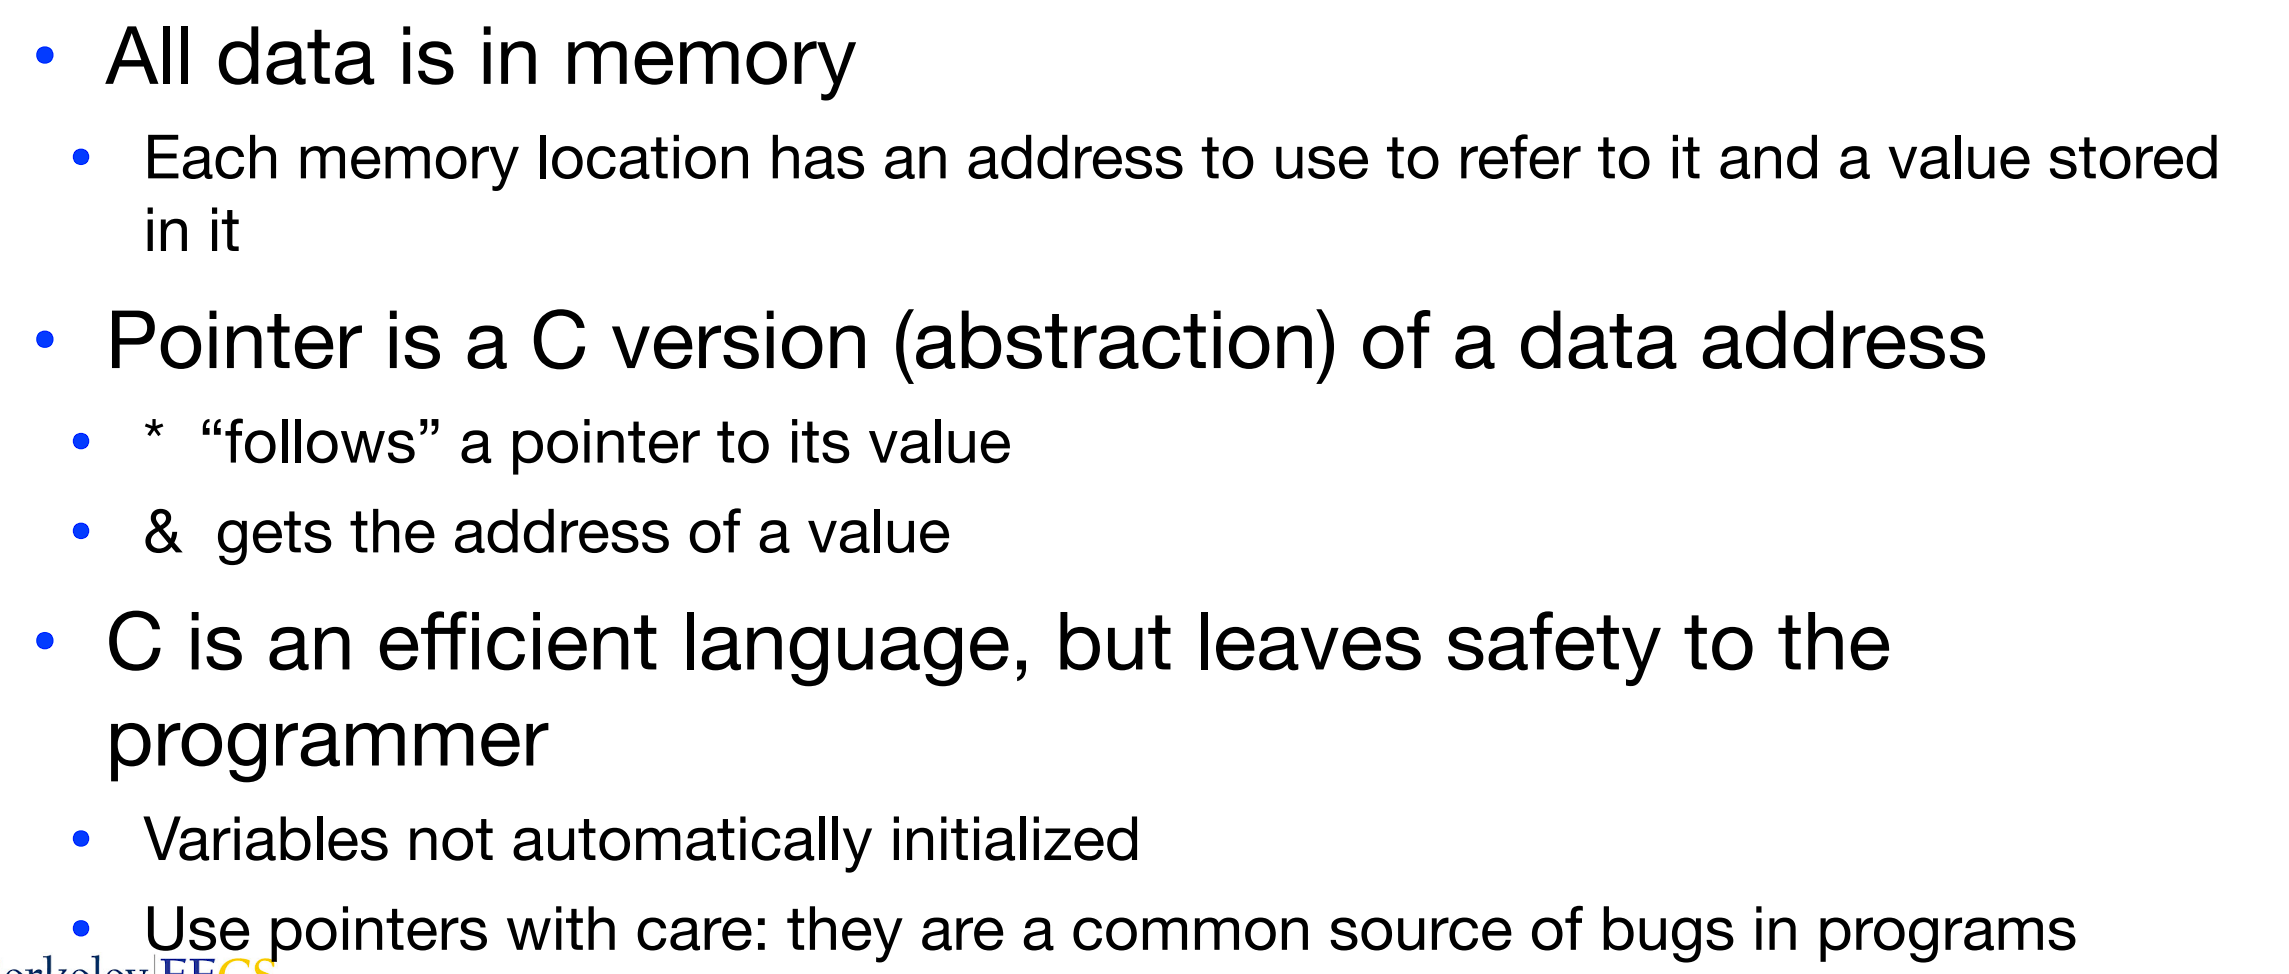 • All data is in memory
• Each memory location has an address to use to refer to it and a value stored
in it
• Pointer is a C version (abstraction) of a data address
• * “follows” a pointer to its value
• & gets the address of a value
• C is an efficient language, but leaves safety to the
programmer
• Variables not automatically initialized
• Use pointers with care: they are a common source of bugs in programs